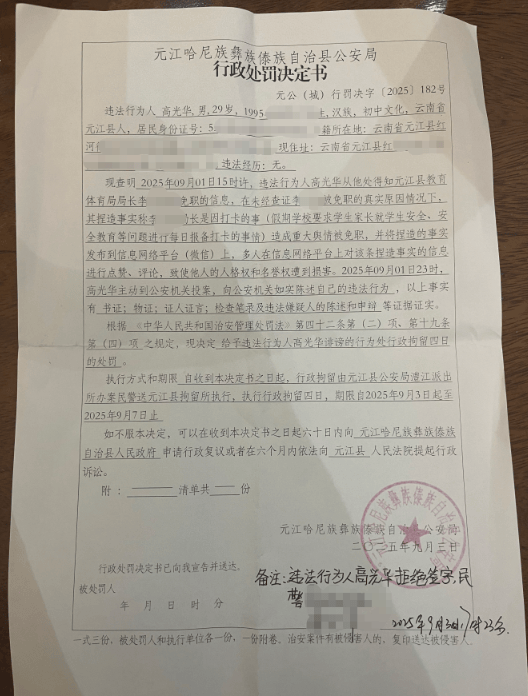 元江哈尼族彝族傣族自治县公安局
行政处罚决定书
元公（城）行罚决字〔2025〕182号
违法行为人 高光华，男，29岁，1995 生，汉族，初中文化，云南省
元江县人，居民身份证号：5 籍所在地：云南省元江县红
河 现住址：云南省元江县红
违法经历：无。
现查明 2025年09月01日15时许，违法行为人高光华从他处得知元江县教育
体育局局长李 免职的信息，在未经查证李 被免职的真实原因情况下，
其捏造事实称李 局长是因打卡的事（假期学校要求学生家长就学生安全、安
全教育等问题进行每日报备打卡的事情）造成重大舆情被免职，并将捏造的事实
发布到信息网络平台（微信）上，多人在信息网络平台上对该条捏造事实的信息
进行点赞、评论，致使他人的人格权和名誉权遭到损害。2025年09月01日23时，
高光华主动到公安机关投案，向公安机关如实陈述自己的违法行为 ，以上事实
有 书证；物证；证人证言；检查笔录及违法嫌疑人的陈述和申辩 等证据证实。
根据 《中华人民共和国治安管理处罚法》第四十二条第（二）项、第十九条
第（四）项 之规定，现决定 给予违法行为人高光华诽谤的行为处行政拘留四日
的处罚 。
执行方式和期限 自收到本决定书之日起，行政拘留由元江县公安局澧江派出
所办案民警送元江县拘留所执行，执行行政拘留四日，期限自2025年9月3日起至
2025年9月7日止
如不服本决定，可以在收到本决定书之日起六十日内向 元江哈尼族彝族傣族
自治县人民政府 申请行政复议或者在六个月内依法向 元江县 人民法院提起行政
诉讼。
附： 清单共 份
元江哈尼族彝族傣族自治县公安局
二〇二五年九月三日
行政处罚决定书已向我宣告并送达。
被处罚人
年 月 日 时 分
备注：违法行为人高光华拒绝签字，民
警
2025年9月3日17时23分
一式三份，被处罚人和执行单位各一份，一份附卷。治安案件有被侵害人的，复印送达被侵害人。